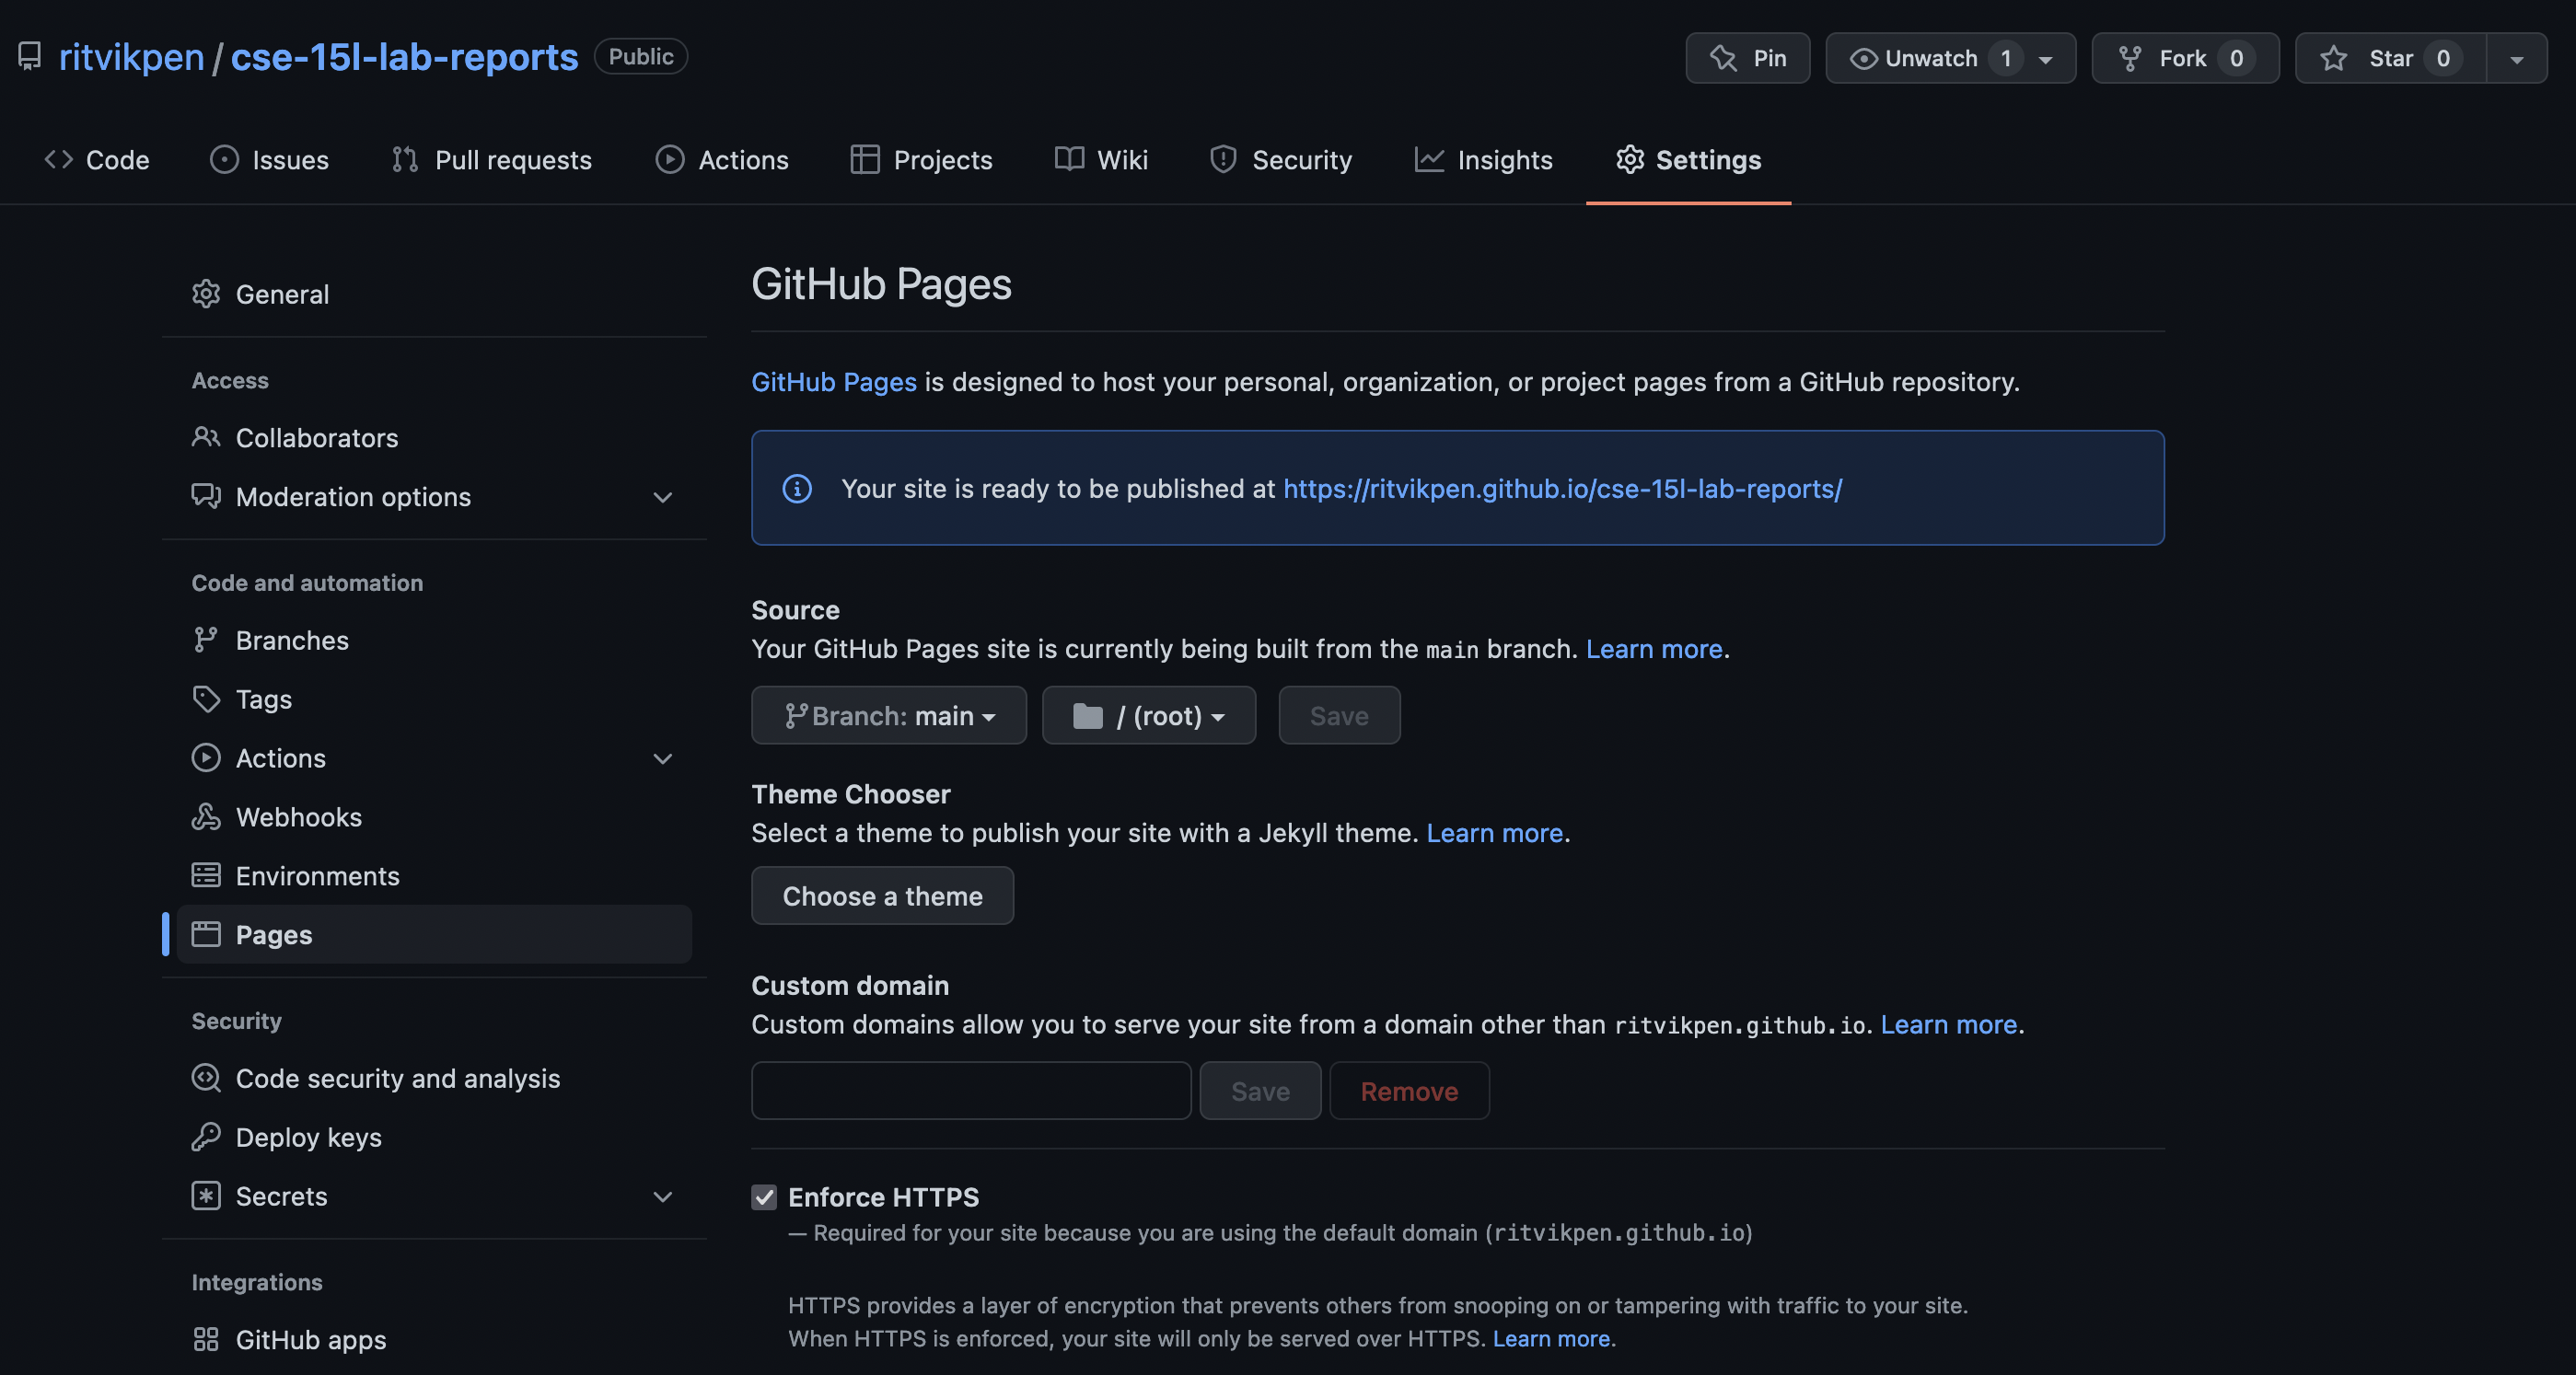 ritvikpen / cse-15l-lab-reports Public
Pin Unwatch 1 Fork 0 Star 0
Code Issues Pull requests Actions Projects Wiki Security Insights Settings
General
Access
Collaborators
Moderation options
Code and automation
Branches
Tags
Actions
Webhooks
Environments
Pages
Security
Code security and analysis
Deploy keys
Secrets
Integrations
GitHub apps
GitHub Pages
GitHub Pages is designed to host your personal, organization, or project pages from a GitHub repository.
Your site is ready to be published at https://ritvikpen.github.io/cse-15l-lab-reports/
Source
Your GitHub Pages site is currently being built from the main branch. Learn more.
Branch: main / (root) Save
Theme Chooser
Select a theme to publish your site with a Jekyll theme. Learn more.
Choose a theme
Custom domain
Custom domains allow you to serve your site from a domain other than ritvikpen.github.io. Learn more.
Save Remove
Enforce HTTPS
— Required for your site because you are using the default domain (ritvikpen.github.io)
HTTPS provides a layer of encryption that prevents others from snooping on or tampering with traffic to your site.
When HTTPS is enforced, your site will only be served over HTTPS. Learn more.